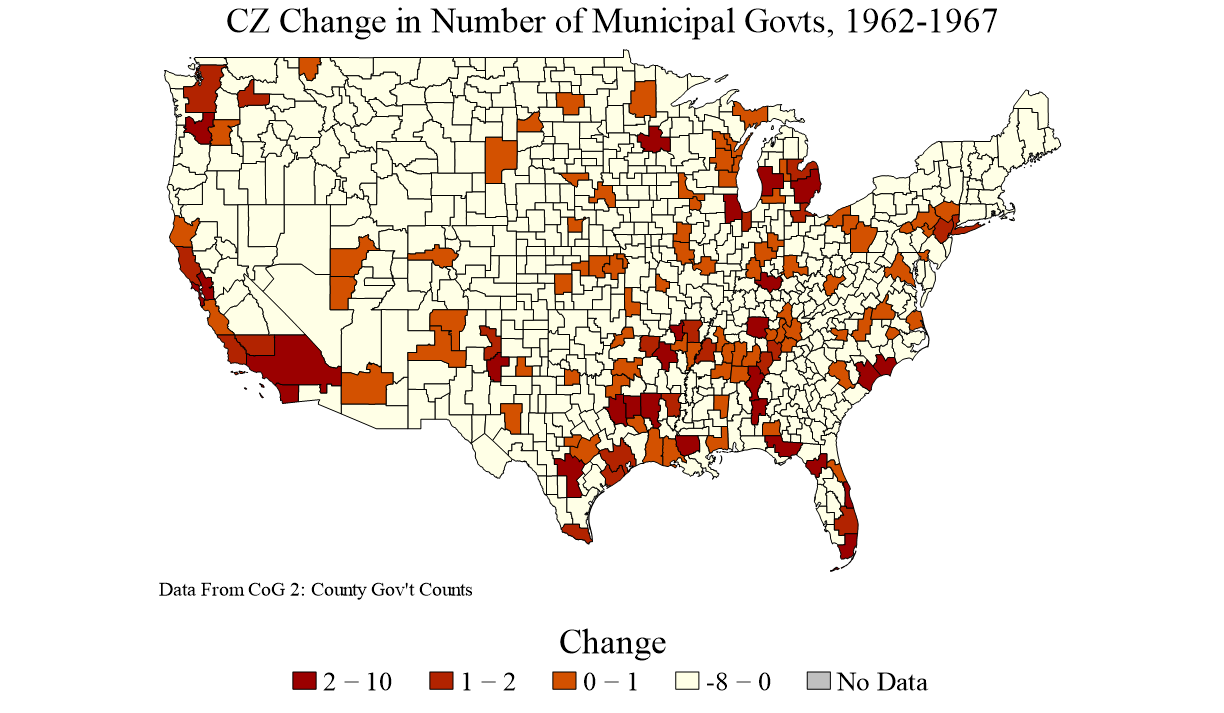 CZ Change in Number of Municipal Govts, 1962-1967
Data From CoG 2: County Gov't Counts
Change
2 − 10 1 − 2 0 − 1 -8 − 0 No Data